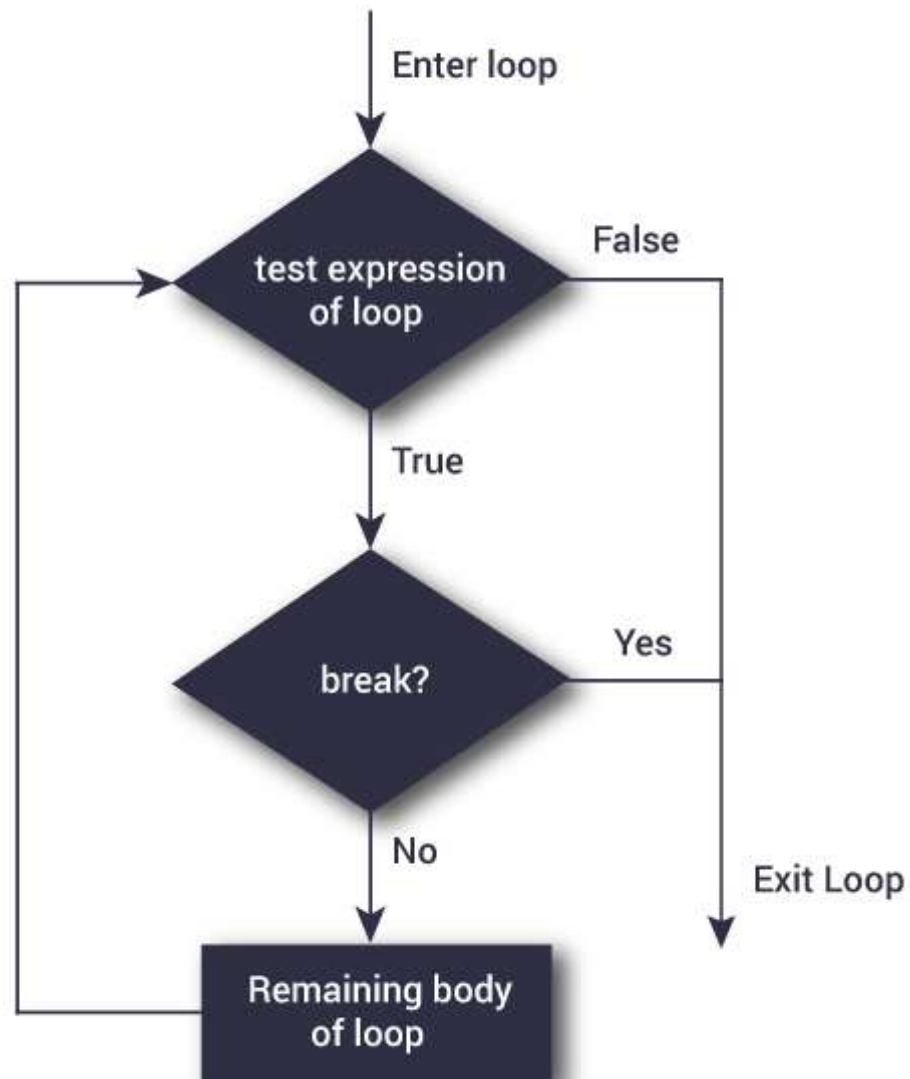 Enter loop
False
test expression
of loop
True
Yes
break?
No
Exit Loop
Remaining body
of loop